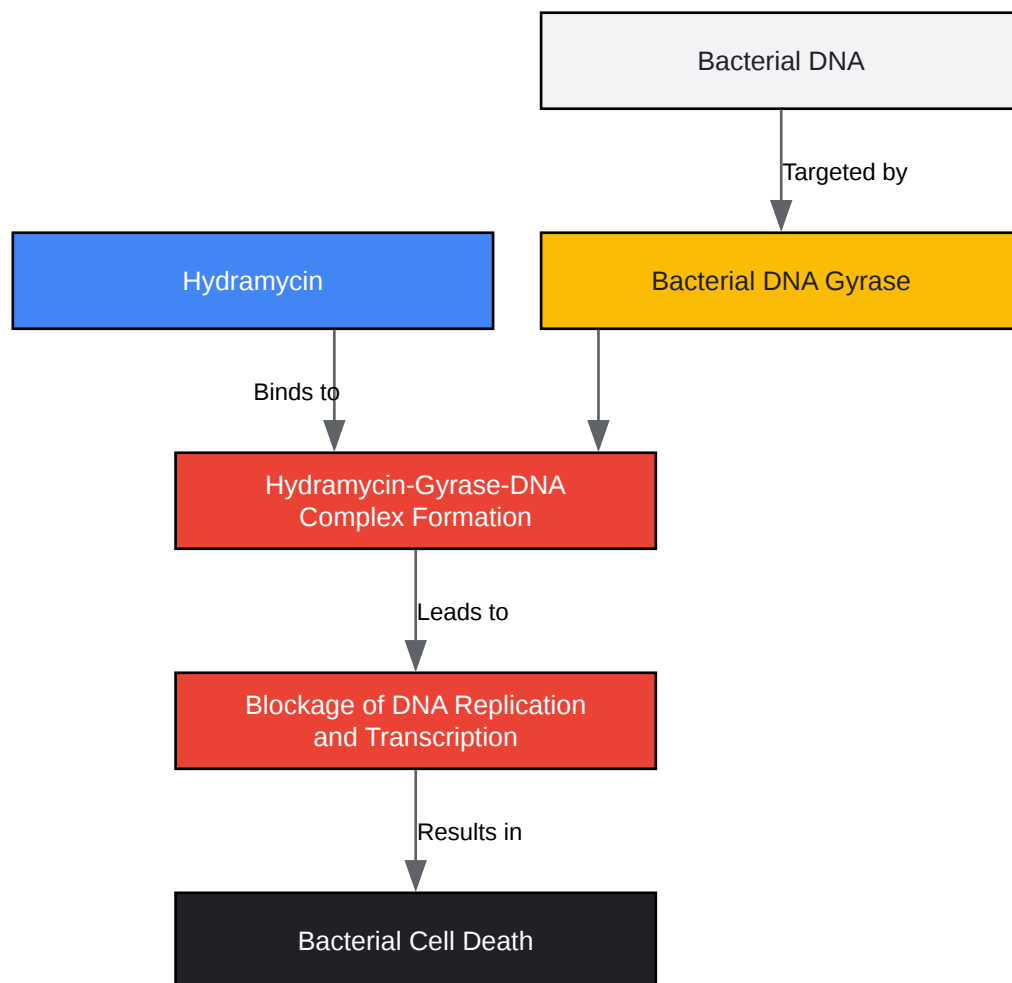 Bacterial DNA
Targeted by
Hydramycin
Bacterial DNA Gyrase
Binds to
Hydramycin-Gyrase-DNA
Complex Formation
Leads to
Blockage of DNA Replication
and Transcription
Results in
Bacterial Cell Death